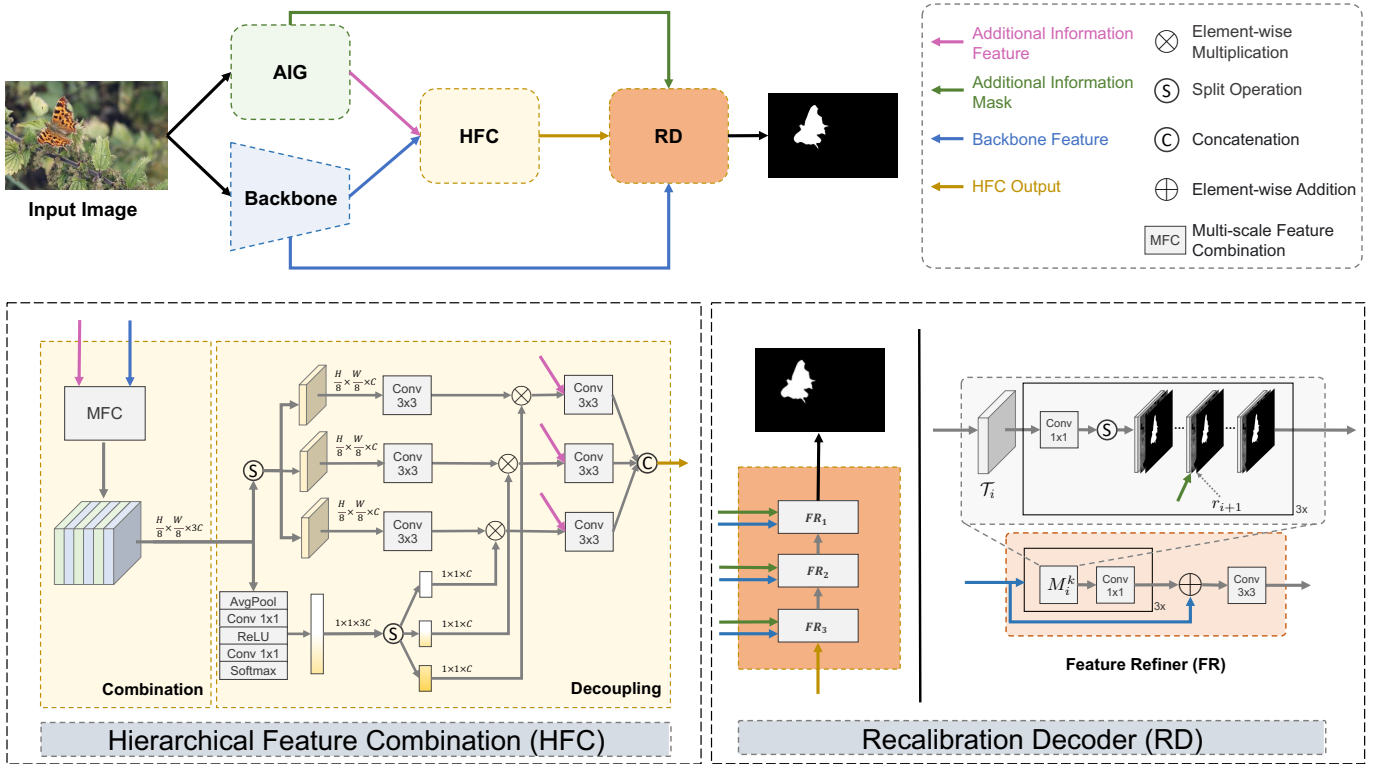 AIG
HFC
RD
Backbone
Input Image
Additional Information
Feature
Additional Information
Mask
Backbone Feature
HFC Output
Element-wise
Multiplication
S
Split Operation
C
Concatenation
Element-wise Addition
MFC
Multi-scale Feature
Combination
MFC
H/8 × W/8 × 3C
Combination
S
H/8 × W/8 × C
Conv
3x3
Conv
3x3
H/8 × W/8 × C
Conv
3x3
Conv
3x3
H/8 × W/8 × C
Conv
3x3
Conv
3x3
C
AvgPool
Conv 1x1
ReLU
Conv 1x1
Softmax
1×1×3C
S
1×1×C
1×1×C
1×1×C
Decoupling
Hierarchical Feature Combination (HFC)
FR₁
FR₂
FR₃
𝒯ᵢ
Conv
1x1
S
...
...
rᵢ₊₁
3x
Mᵢᵏ
Conv
1x1
3x
Conv
3x3
Feature Refiner (FR)
Recalibration Decoder (RD)